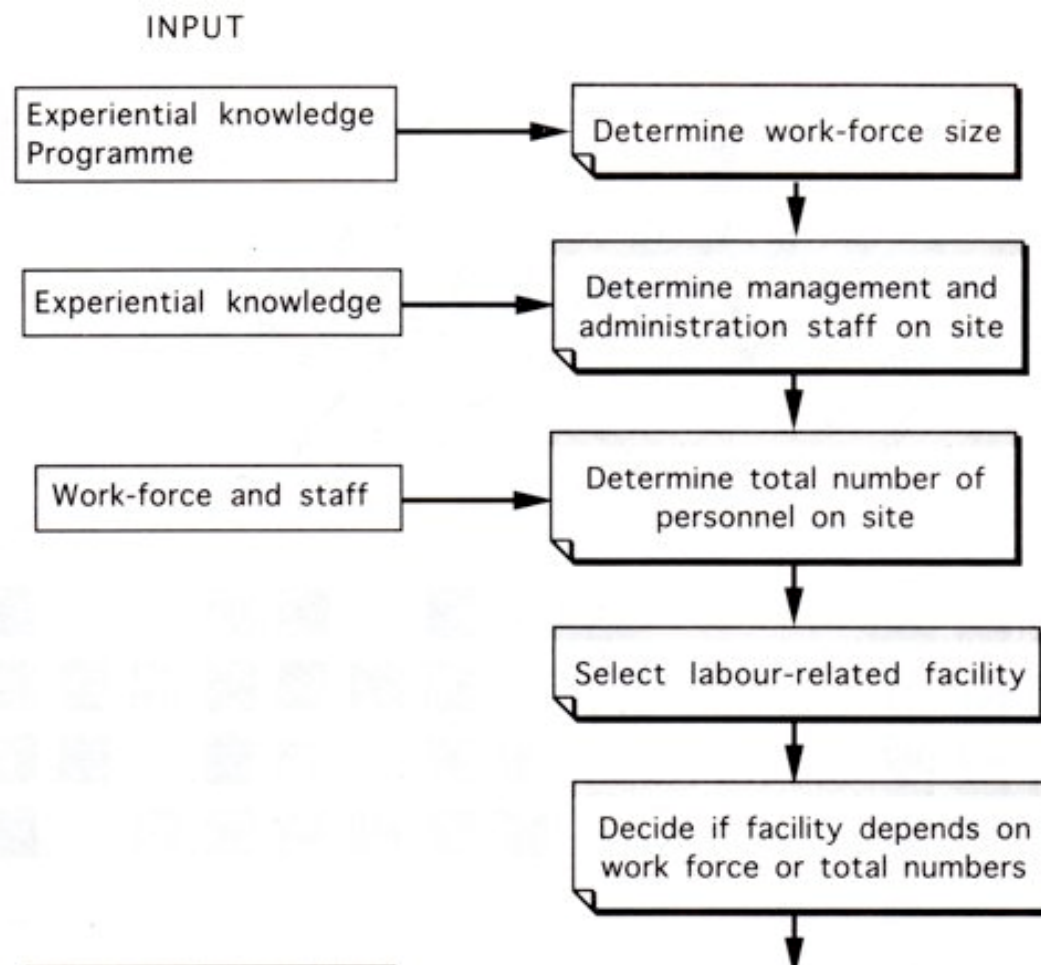 INPUT
Experiential knowledge
Programme
Determine work-force size
Experiential knowledge
Determine management and
administration staff on site
Work-force and staff
Determine total number of
personnel on site
Select labour-related facility
Decide if facility depends on
work force or total numbers